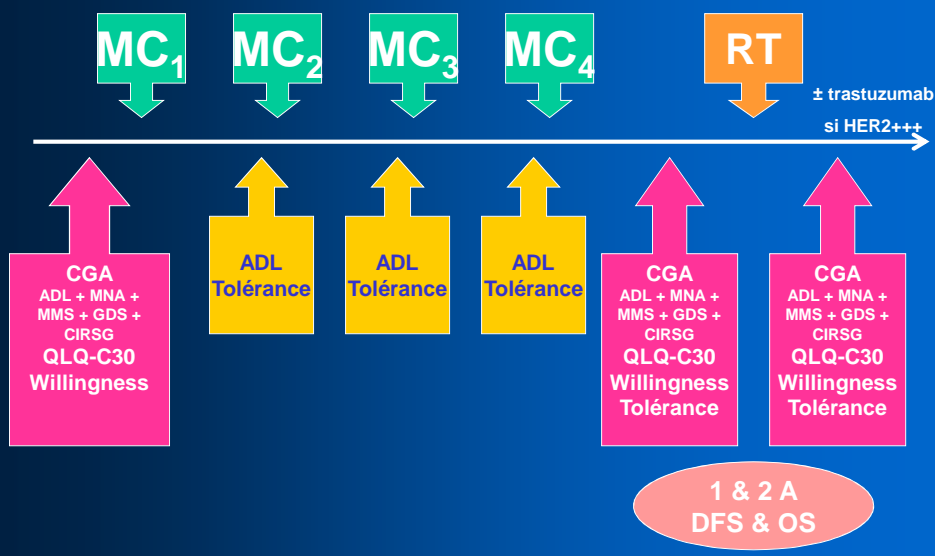 MC₁
MC₂
MC₃
MC₄
RT
± trastuzumab
si HER2+++
CGA
ADL + MNA +
MMS + GDS +
CIRSG
QLQ-C30
Willingness
ADL
Tolérance
ADL
Tolérance
ADL
Tolérance
CGA
ADL + MNA +
MMS + GDS +
CIRSG
QLQ-C30
Willingness
Tolérance
CGA
ADL + MNA +
MMS + GDS +
CIRSG
QLQ-C30
Willingness
Tolérance
1 & 2 A
DFS & OS